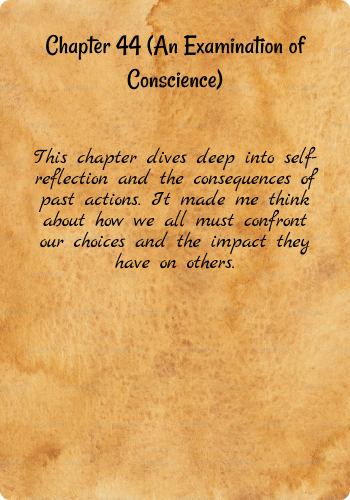 Chapter 44 (An Examination of
Conscience)
This chapter dives deep into self-
reflection and the consequences of
past actions. It made me think
about how we all must confront
our choices and the impact they
have on others.